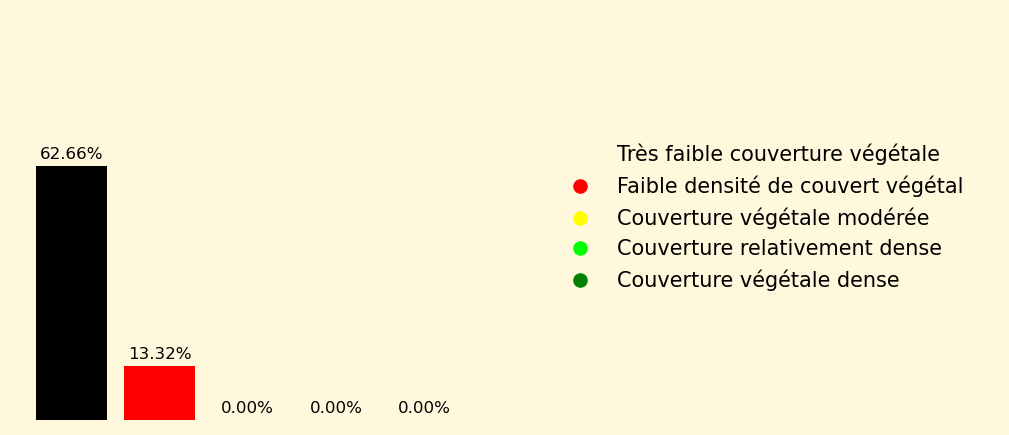 62.66%
13.32%
0.00%
0.00%
0.00%
Très faible couverture végétale
Faible densité de couvert végétal
Couverture végétale modérée
Couverture relativement dense
Couverture végétale dense